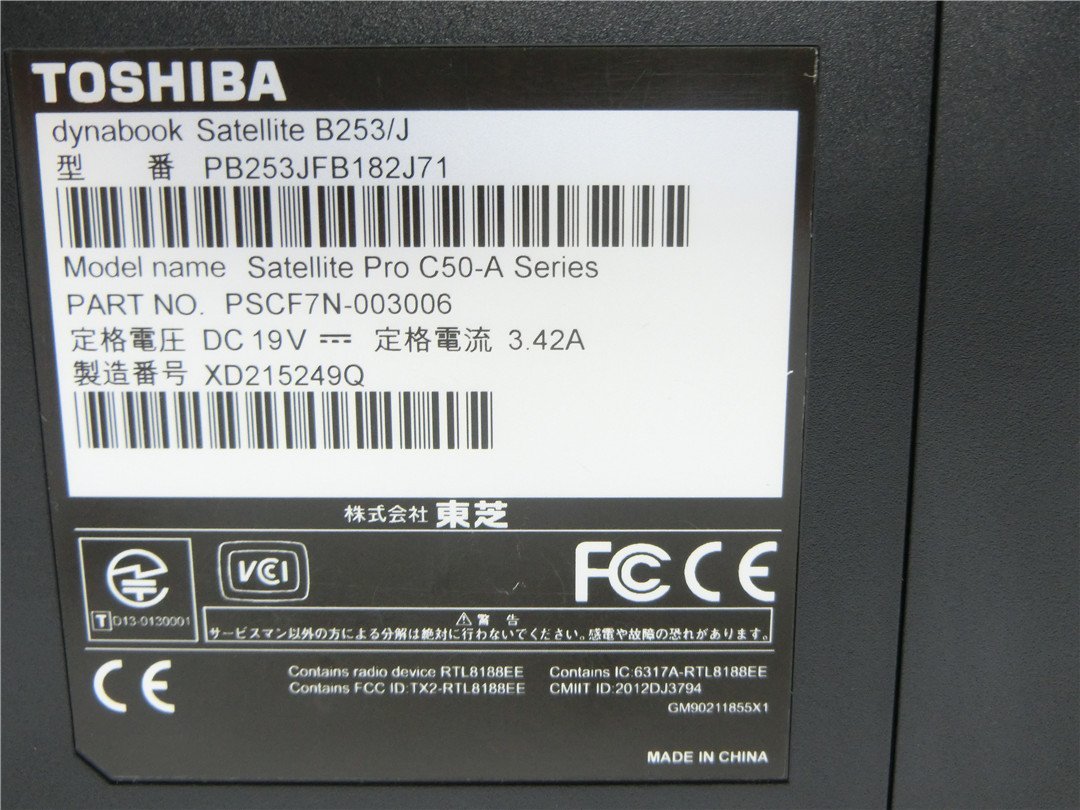 TOSHIBA
dynabook Satellite B253/J
型 番 PB253JFB182J71
Model name Satellite Pro C50-A Series
PART NO. PSCF7N-003006
定格電圧 DC 19V 定格電流 3.42A
製造番号 XD215249Q
株式会社 東芝
VCCI
FC CE
T D13-0130001
⚠ 警 告
サービスマン以外の方による分解は絶対に行わないでください。感電や故障の恐れがあります。
CE
Contains radio device RTL8188EE Contains IC:6317A-RTL8188EE
Contains FCC ID:TX2-RTL8188EE CMIIT ID:2012DJ3794
GM90211855X1
MADE IN CHINA